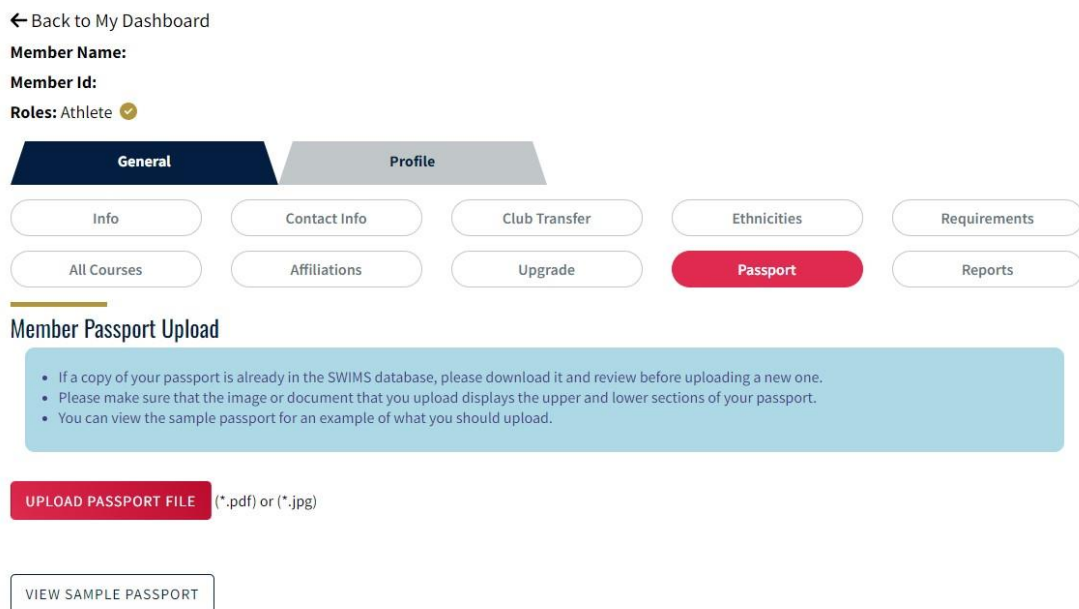 ← Back to My Dashboard
Member Name:
Member Id:
Roles: Athlete
General Profile
Info Contact Info Club Transfer Ethnicities Requirements
All Courses Affiliations Upgrade Passport Reports
Member Passport Upload
• If a copy of your passport is already in the SWIMS database, please download it and review before uploading a new one.
• Please make sure that the image or document that you upload displays the upper and lower sections of your passport.
• You can view the sample passport for an example of what you should upload.
UPLOAD PASSPORT FILE (*.pdf) or (*.jpg)
VIEW SAMPLE PASSPORT